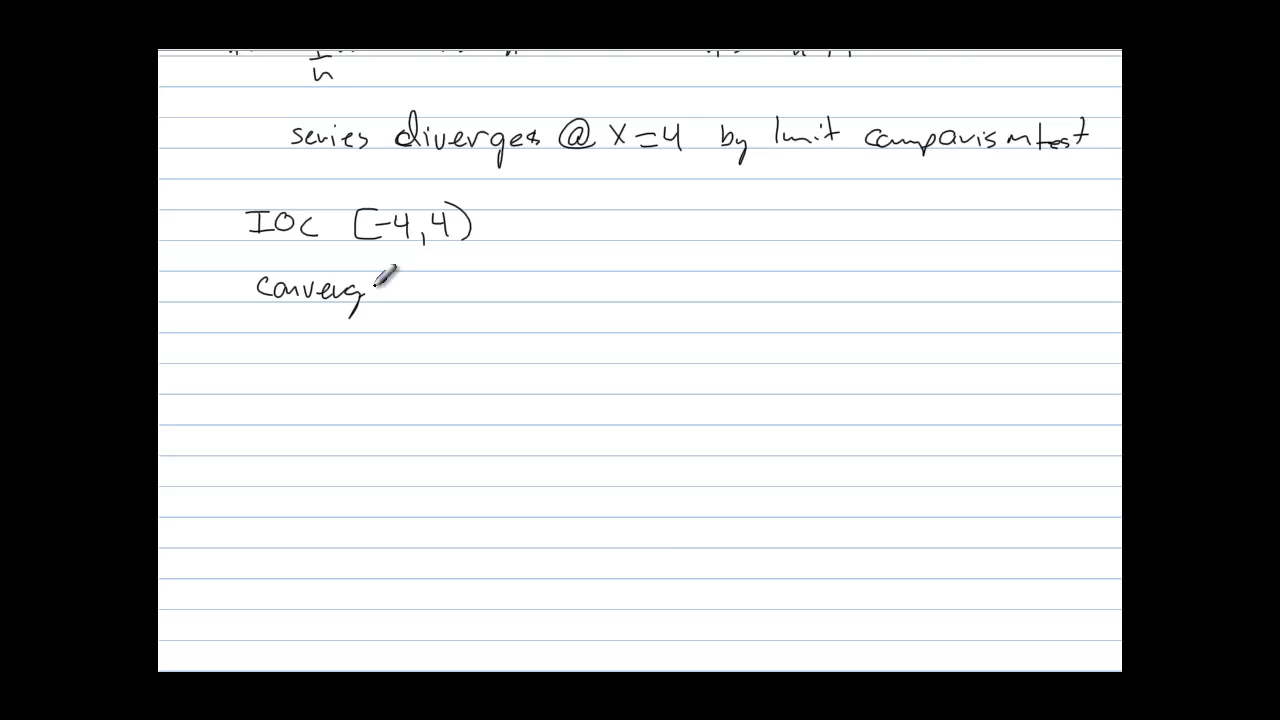 n
series diverges @ x=4 by limit comparison test
IOC [-4,4)
converg